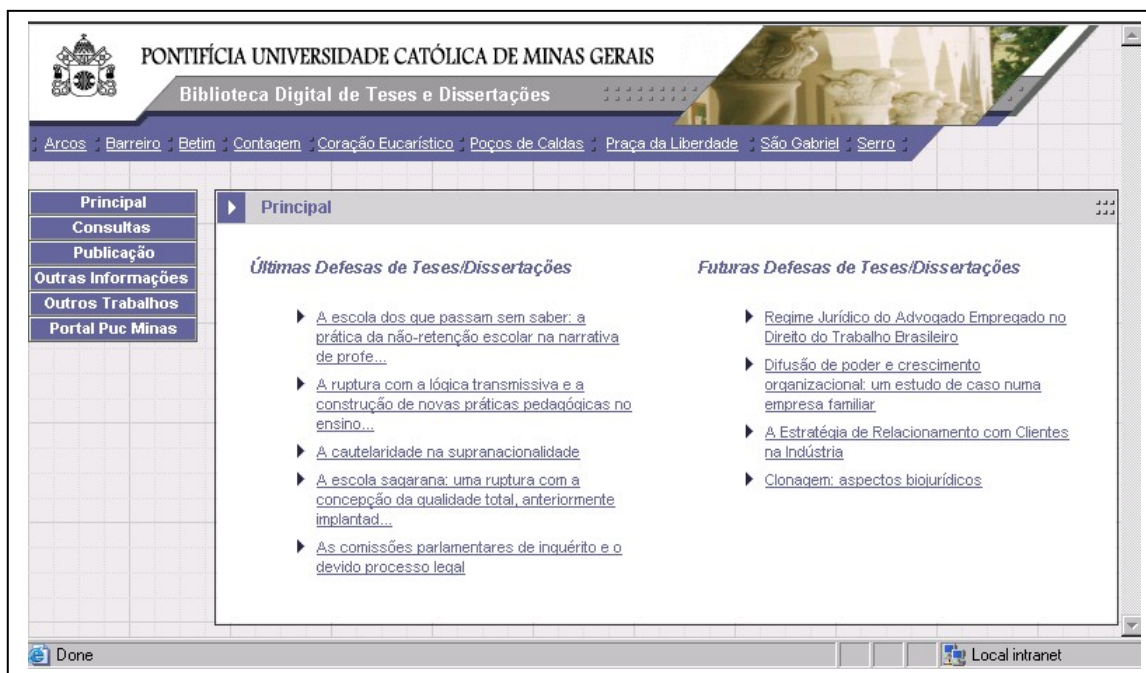 PONTIFÍCIA UNIVERSIDADE CATÓLICA DE MINAS GERAIS
Biblioteca Digital de Teses e Dissertações
Arcos Barreiro Betim Contagem Coração Eucarístico Poços de Caldas Praça da Liberdade São Gabriel Serro
Principal
Consultas
Publicação
Outras Informações
Outros Trabalhos
Portal Puc Minas
Principal
Últimas Defesas de Teses/Dissertações
A escola dos que passam sem saber: a
prática da não-retenção escolar na narrativa
de profe...
A ruptura com a lógica transmissiva e a
construção de novas práticas pedagógicas no
ensino...
A cautelaridade na supranacionalidade
A escola sagarana: uma ruptura com a
concepção da qualidade total, anteriormente
implantad...
As comissões parlamentares de inquérito e o
devido processo legal
Futuras Defesas de Teses/Dissertações
Regime Jurídico do Advogado Empregado no
Direito do Trabalho Brasileiro
Difusão de poder e crescimento
organizacional: um estudo de caso numa
empresa familiar
A Estratégia de Relacionamento com Clientes
na Indústria
Clonagem: aspectos biojurídicos
Done
Local intranet